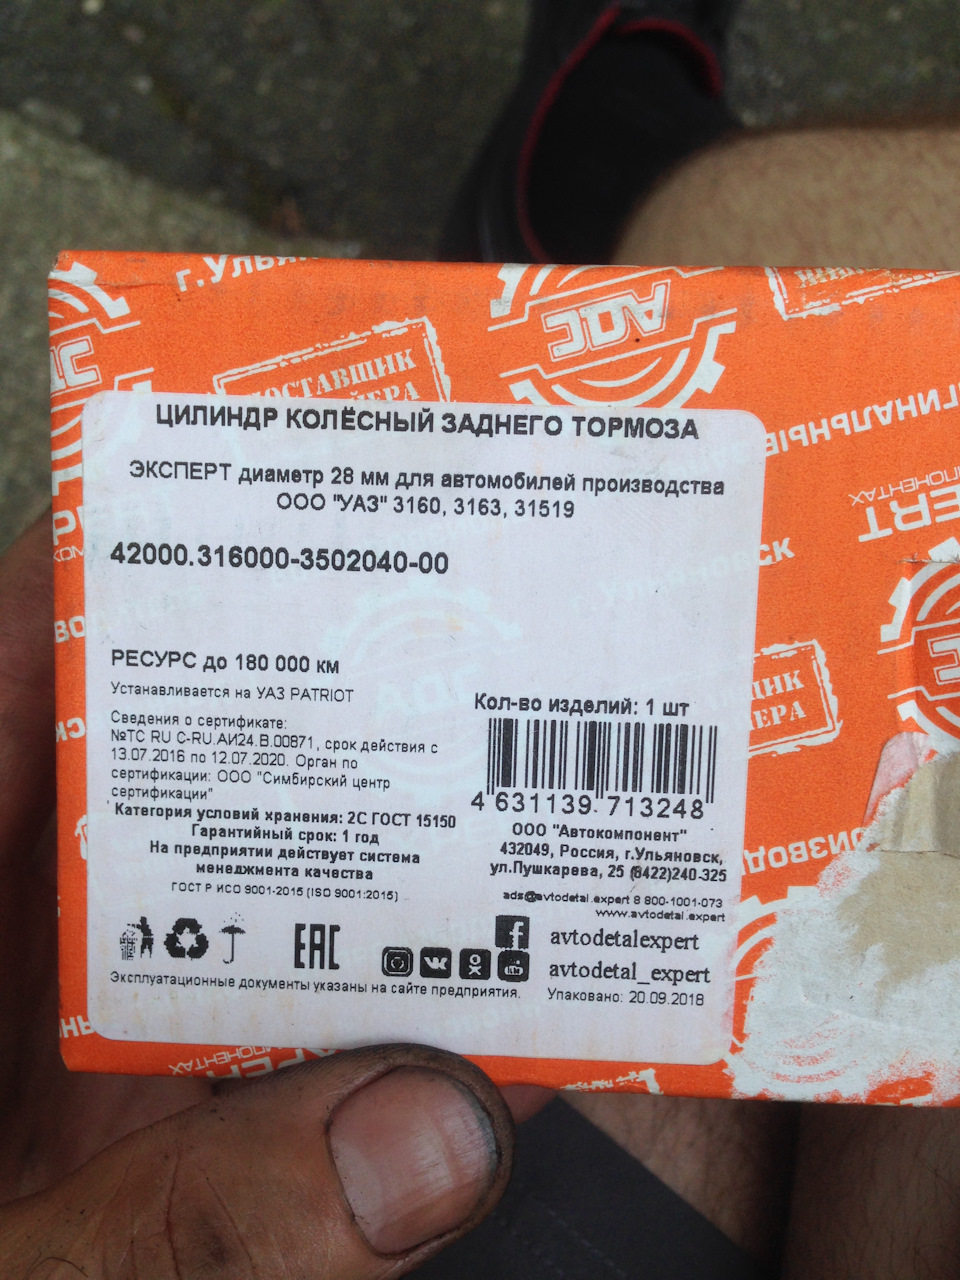 г.Улья
АДС
ПОСТАВЩИК
ЦИЛИНДР КОЛЁСНЫЙ ЗАДНЕГО ТОРМОЗА
ЭКСПЕРТ диаметр 28 мм для автомобилей производства
ООО "УАЗ" 3160, 3163, 31519
42000.316000-3502040-00
РЕСУРС до 180 000 км
Устанавливается на УАЗ PATRIOT
Сведения о сертификате:
№ТС RU C-RU.АИ24.В.00871, срок действия с
13.07.2016 по 12.07.2020. Орган по
сертификации: ООО "Симбирский центр
сертификации"
Категория условий хранения: 2С ГОСТ 15150
Гарантийный срок: 1 год
На предприятии действует система
менеджмента качества
ГОСТ Р ИСО 9001-2015 (ISO 9001:2015)
Кол-во изделий: 1 шт
4 631139 713248
ООО "Автокомпонент"
432049, Россия, г.Ульяновск,
ул.Пушкарева, 25 (8422)240-325
ads@avtodetal.expert 8 800-1001-073
www.avtodetal.expert
EAC
avtodetalexpert
avtodetal_expert
Эксплуатационные документы указаны на сайте предприятия.
Упаковано: 20.09.2018